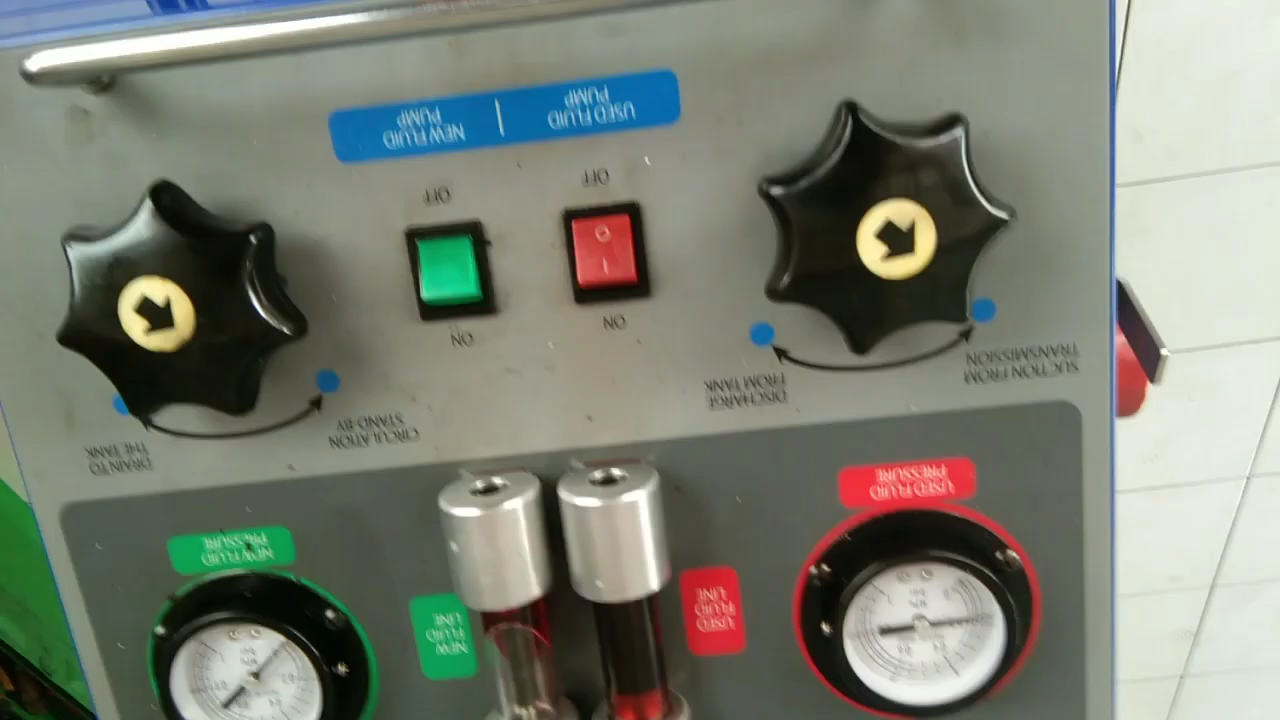 USED FLUID
PUMP
NEW FLUID
PUMP
OFF
OFF
ON
ON
SUCTION FROM
TRANSMISSION
DISCHARGE
FROM TANK
CIRCULATION
STAND-BY
DRAIN TO
THE TANK
USED FLUID
PRESSURE
NEW FLUID
PRESSURE
USED
FLUID
LINE
NEW
FLUID
LINE